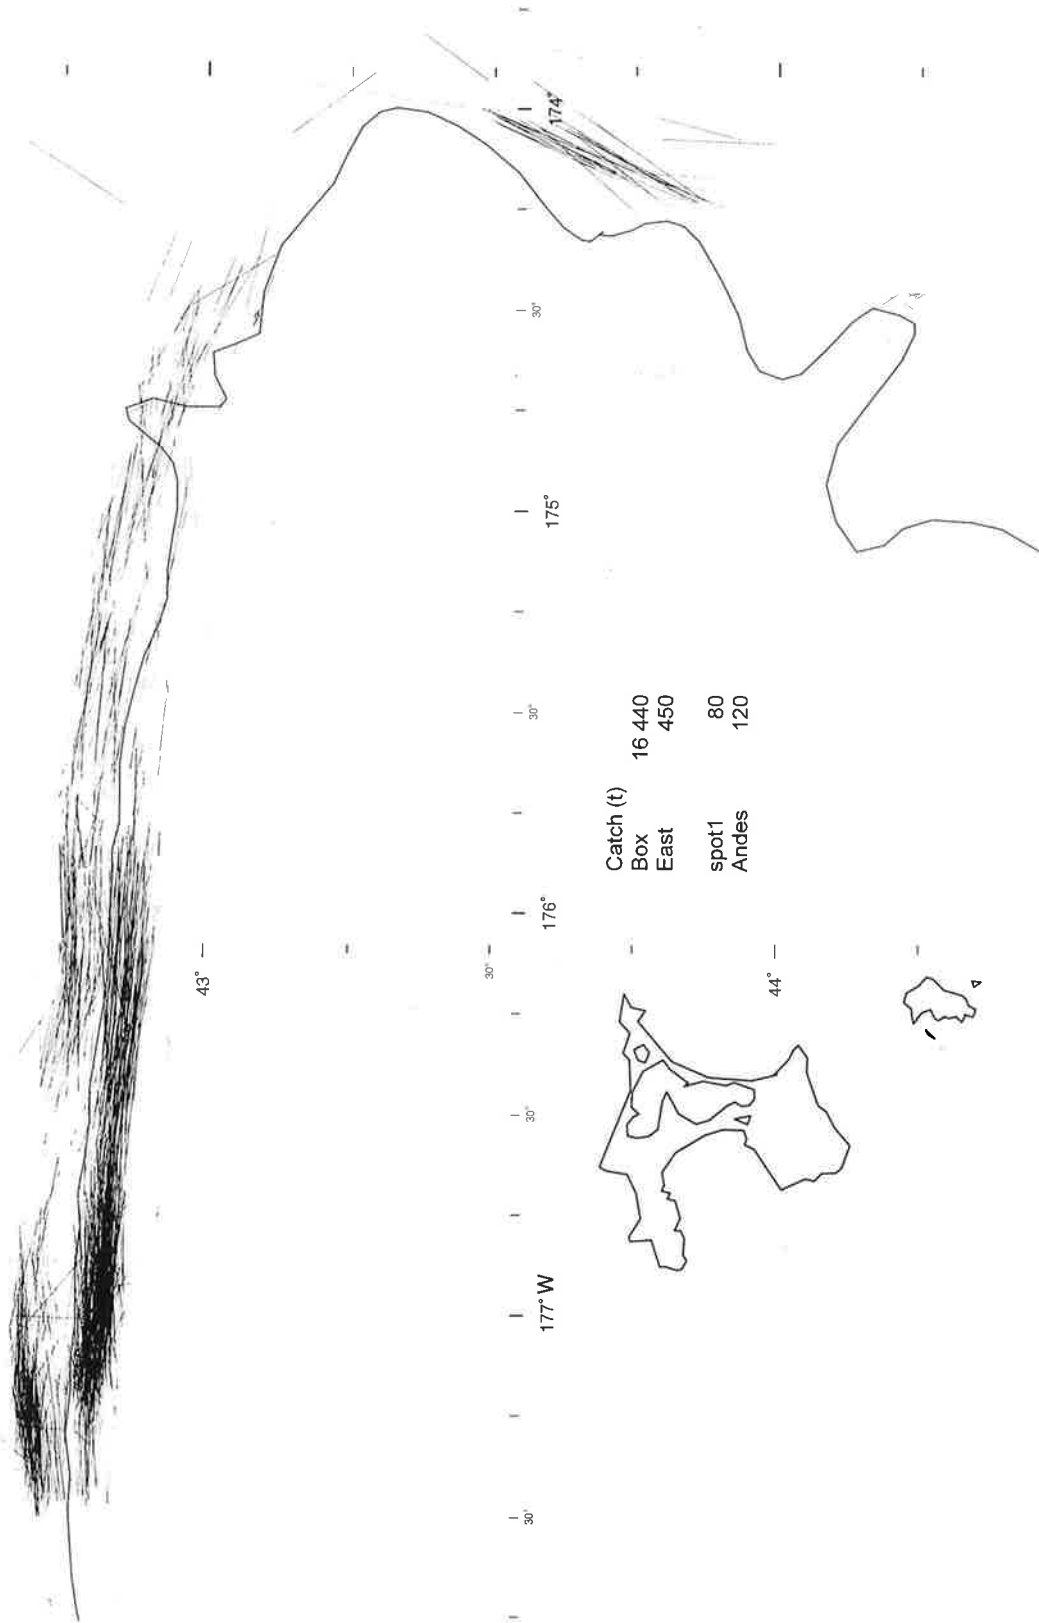 174°
30'
175°
30'
176°
30'
177° W
30'
43°
30'
44°
Catch (t)
Box 16 440
East 450
spot1 80
Andes 120